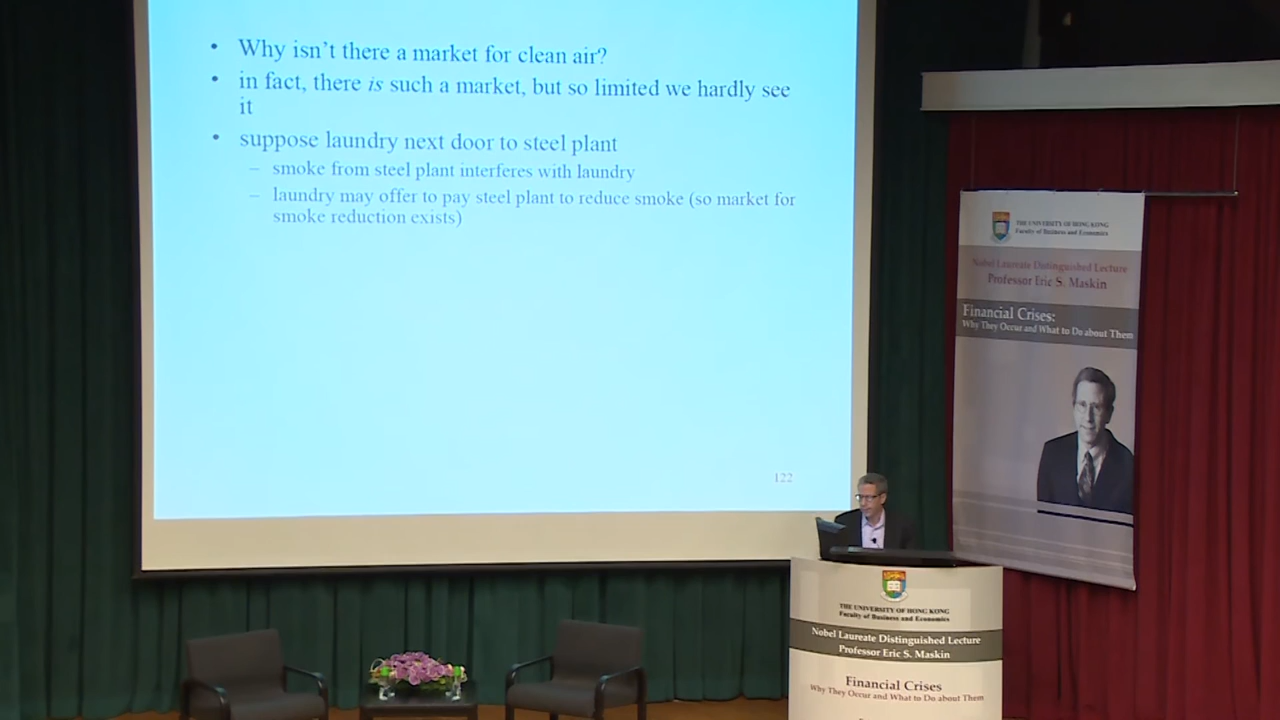 • Why isn't there a market for clean air?
• in fact, there is such a market, but so limited we hardly see
it
• suppose laundry next door to steel plant
– smoke from steel plant interferes with laundry
– laundry may offer to pay steel plant to reduce smoke (so market for
smoke reduction exists)
122
THE UNIVERSITY OF HONG KONG
Faculty of Business and Economics
Nobel Laureate Distinguished Lecture
Professor Eric S. Maskin
Financial Crises:
Why They Occur and What to Do about Them
THE UNIVERSITY OF HONG KONG
Faculty of Business and Economics
Nobel Laureate Distinguished Lecture
Professor Eric S. Maskin
Financial Crises
Why They Occur and What to Do about Them